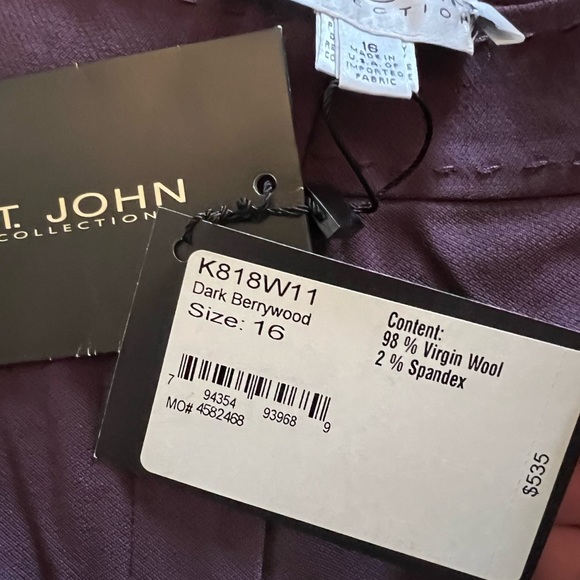 16
MADE IN
U.S.A. OF
IMPORTED
FABRIC
T. JOHN
COLLECTION
K818W11
Dark Berrywood
Size: 16
Content:
98 % Virgin Wool
2 % Spandex
7 94354 93968 9
MO# 4582468
$535